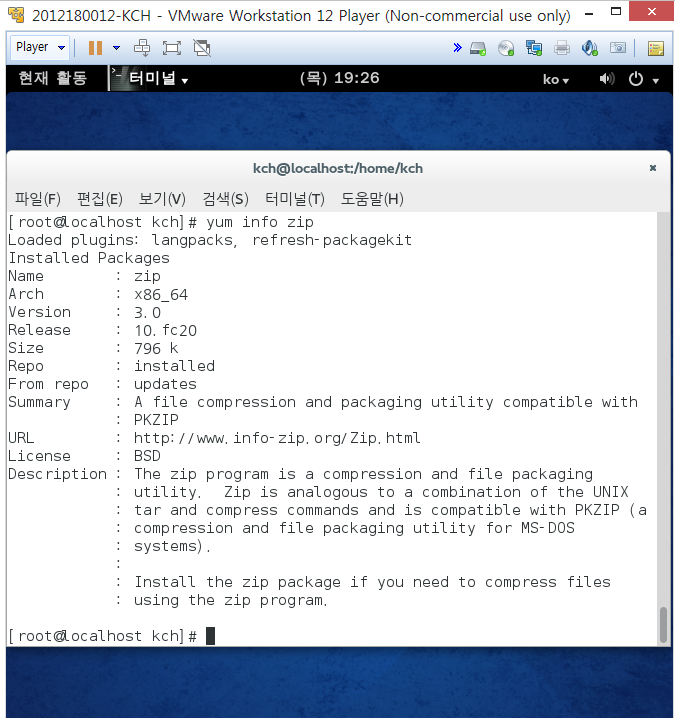 2012180012-KCH - VMware Workstation 12 Player (Non-commercial use only)
Player
현재 활동 터미널 (목) 19:26 ko
kch@localhost:/home/kch
파일(F) 편집(E) 보기(V) 검색(S) 터미널(T) 도움말(H)
[root@localhost kch]# yum info zip
Loaded plugins: langpacks, refresh-packagekit
Installed Packages
Name        : zip
Arch        : x86_64
Version     : 3.0
Release     : 10.fc20
Size        : 796 k
Repo        : installed
From repo   : updates
Summary     : A file compression and packaging utility compatible with
            : PKZIP
URL         : http://www.info-zip.org/Zip.html
License     : BSD
Description : The zip program is a compression and file packaging
            : utility.  Zip is analogous to a combination of the UNIX
            : tar and compress commands and is compatible with PKZIP (a
            : compression and file packaging utility for MS-DOS
            : systems).
            :
            : Install the zip package if you need to compress files
            : using the zip program.
[root@localhost kch]#